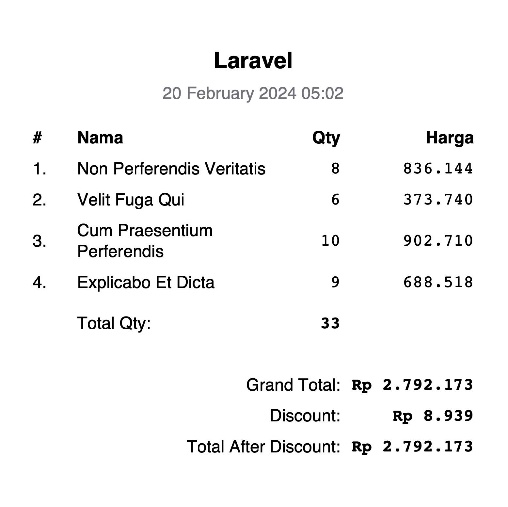 Laravel
20 February 2024 05:02
# Nama Qty Harga
1. Non Perferendis Veritatis 8 836.144
2. Velit Fuga Qui 6 373.740
3. Cum Praesentium
Perferendis 10 902.710
4. Explicabo Et Dicta 9 688.518
Total Qty: 33
Grand Total: Rp 2.792.173
Discount: Rp 8.939
Total After Discount: Rp 2.792.173